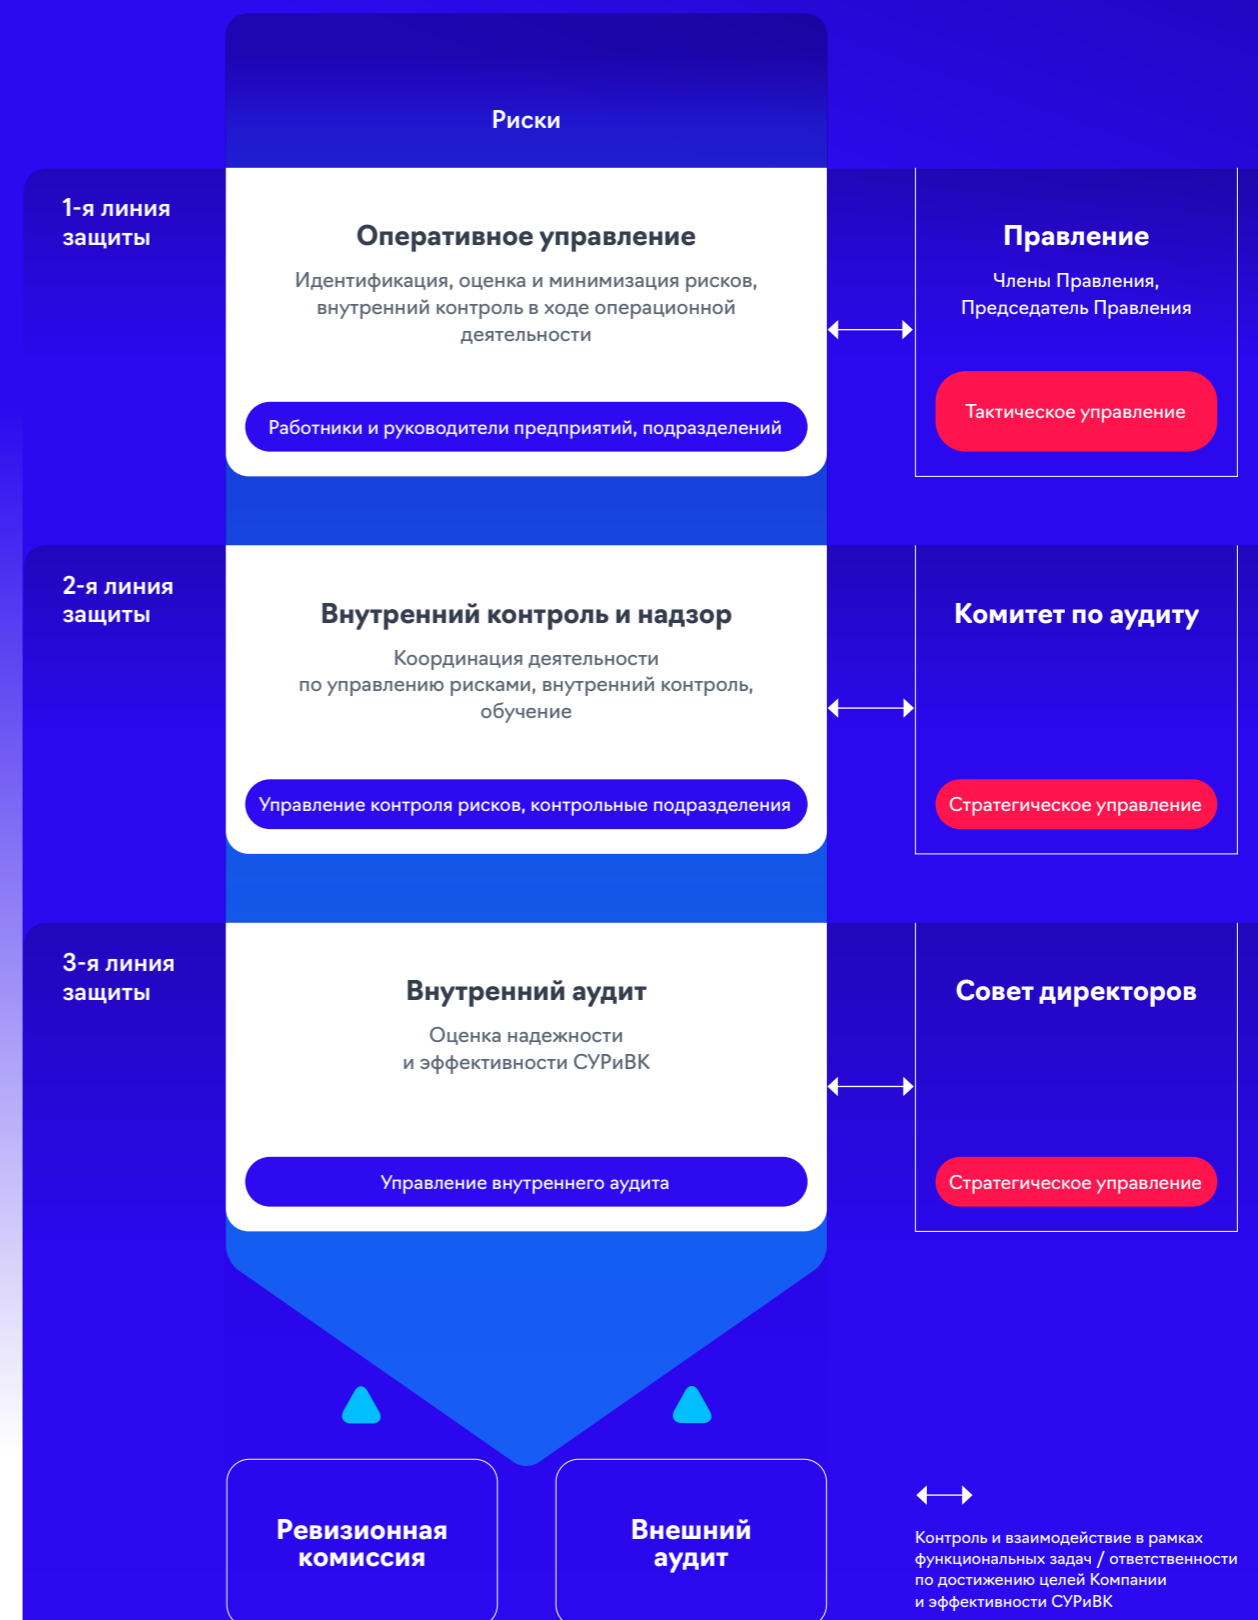 Риски
1-я линия
защиты
Оперативное управление
Идентификация, оценка и минимизация рисков,
внутренний контроль в ходе операционной
деятельности
Работники и руководители предприятий, подразделений
Правление
Члены Правления,
Председатель Правления
Тактическое управление
2-я линия
защиты
Внутренний контроль и надзор
Координация деятельности
по управлению рисками, внутренний контроль,
обучение
Управление контроля рисков, контрольные подразделения
Комитет по аудиту
Стратегическое управление
3-я линия
защиты
Внутренний аудит
Оценка надежности
и эффективности СУРиВК
Управление внутреннего аудита
Совет директоров
Стратегическое управление
Ревизионная
комиссия
Внешний
аудит
Контроль и взаимодействие в рамках
функциональных задач / ответственности
по достижению целей Компании
и эффективности СУРиВК